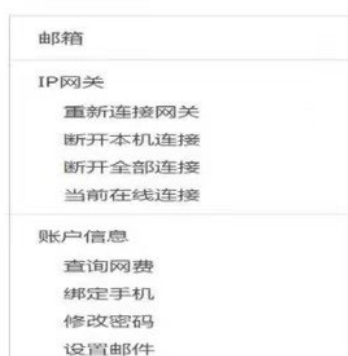 邮箱
IP网关
重新连接网关
断开本机连接
断开全部连接
当前在线连接
账户信息
查询网费
绑定手机
修改密码
设置邮件